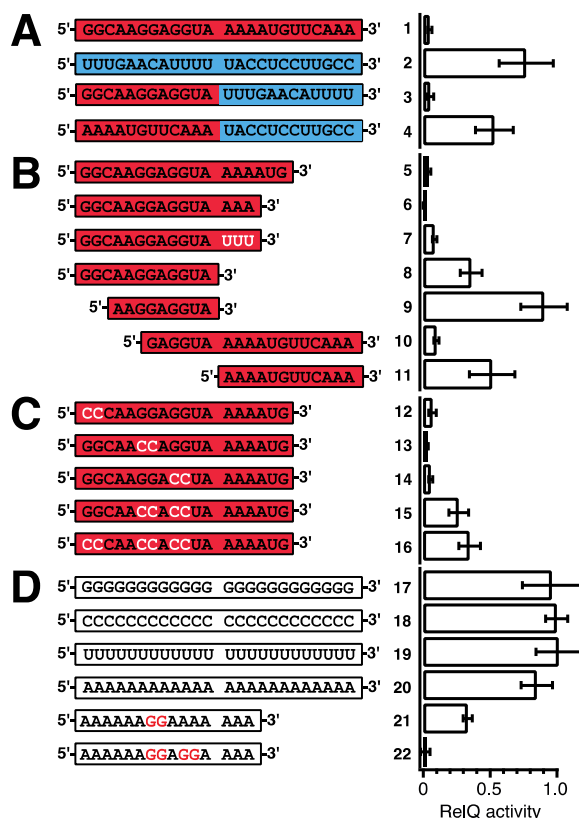 A 5' GGCAAGGAGGUA AAAAUGUUCAAA 3' 1
5' UUUGAACAUUUU UACCUCCUUGCC 3' 2
5' GGCAAGGAGGUA UUUGAACAUUUU 3' 3
5' AAAAUGUUCAAA UACCUCCUUGCC 3' 4
B 5' GGCAAGGAGGUA AAAAUG 3' 5
5' GGCAAGGAGGUA AAA 3' 6
5' GGCAAGGAGGUA UUU 3' 7
5' GGCAAGGAGGUA 3' 8
5' AAGGAGGUA 3' 9
5' GAGGUA AAAAUGUUCAAA 3' 10
5' AAAAUGUUCAAA 3' 11
C 5' CCCAAGGAGGUA AAAAUG 3' 12
5' GGCAACCAGGUA AAAAUG 3' 13
5' GGCAAGGACCUA AAAAUG 3' 14
5' GGCAACCACCUA AAAAUG 3' 15
5' CCCAACCACCUA AAAAUG 3' 16
D 5' GGGGGGGGGGGG GGGGGGGGGGGG 3' 17
5' CCCCCCCCCCCC CCCCCCCCCCCC 3' 18
5' UUUUUUUUUUUU UUUUUUUUUUUU 3' 19
5' AAAAAAAAAAAA AAAAAAAAAAAA 3' 20
5' AAAAAAGGAAAA AAA 3' 21
5' AAAAAAGGAGGA AAA 3' 22
0 0.5 1.0
RelQ activity